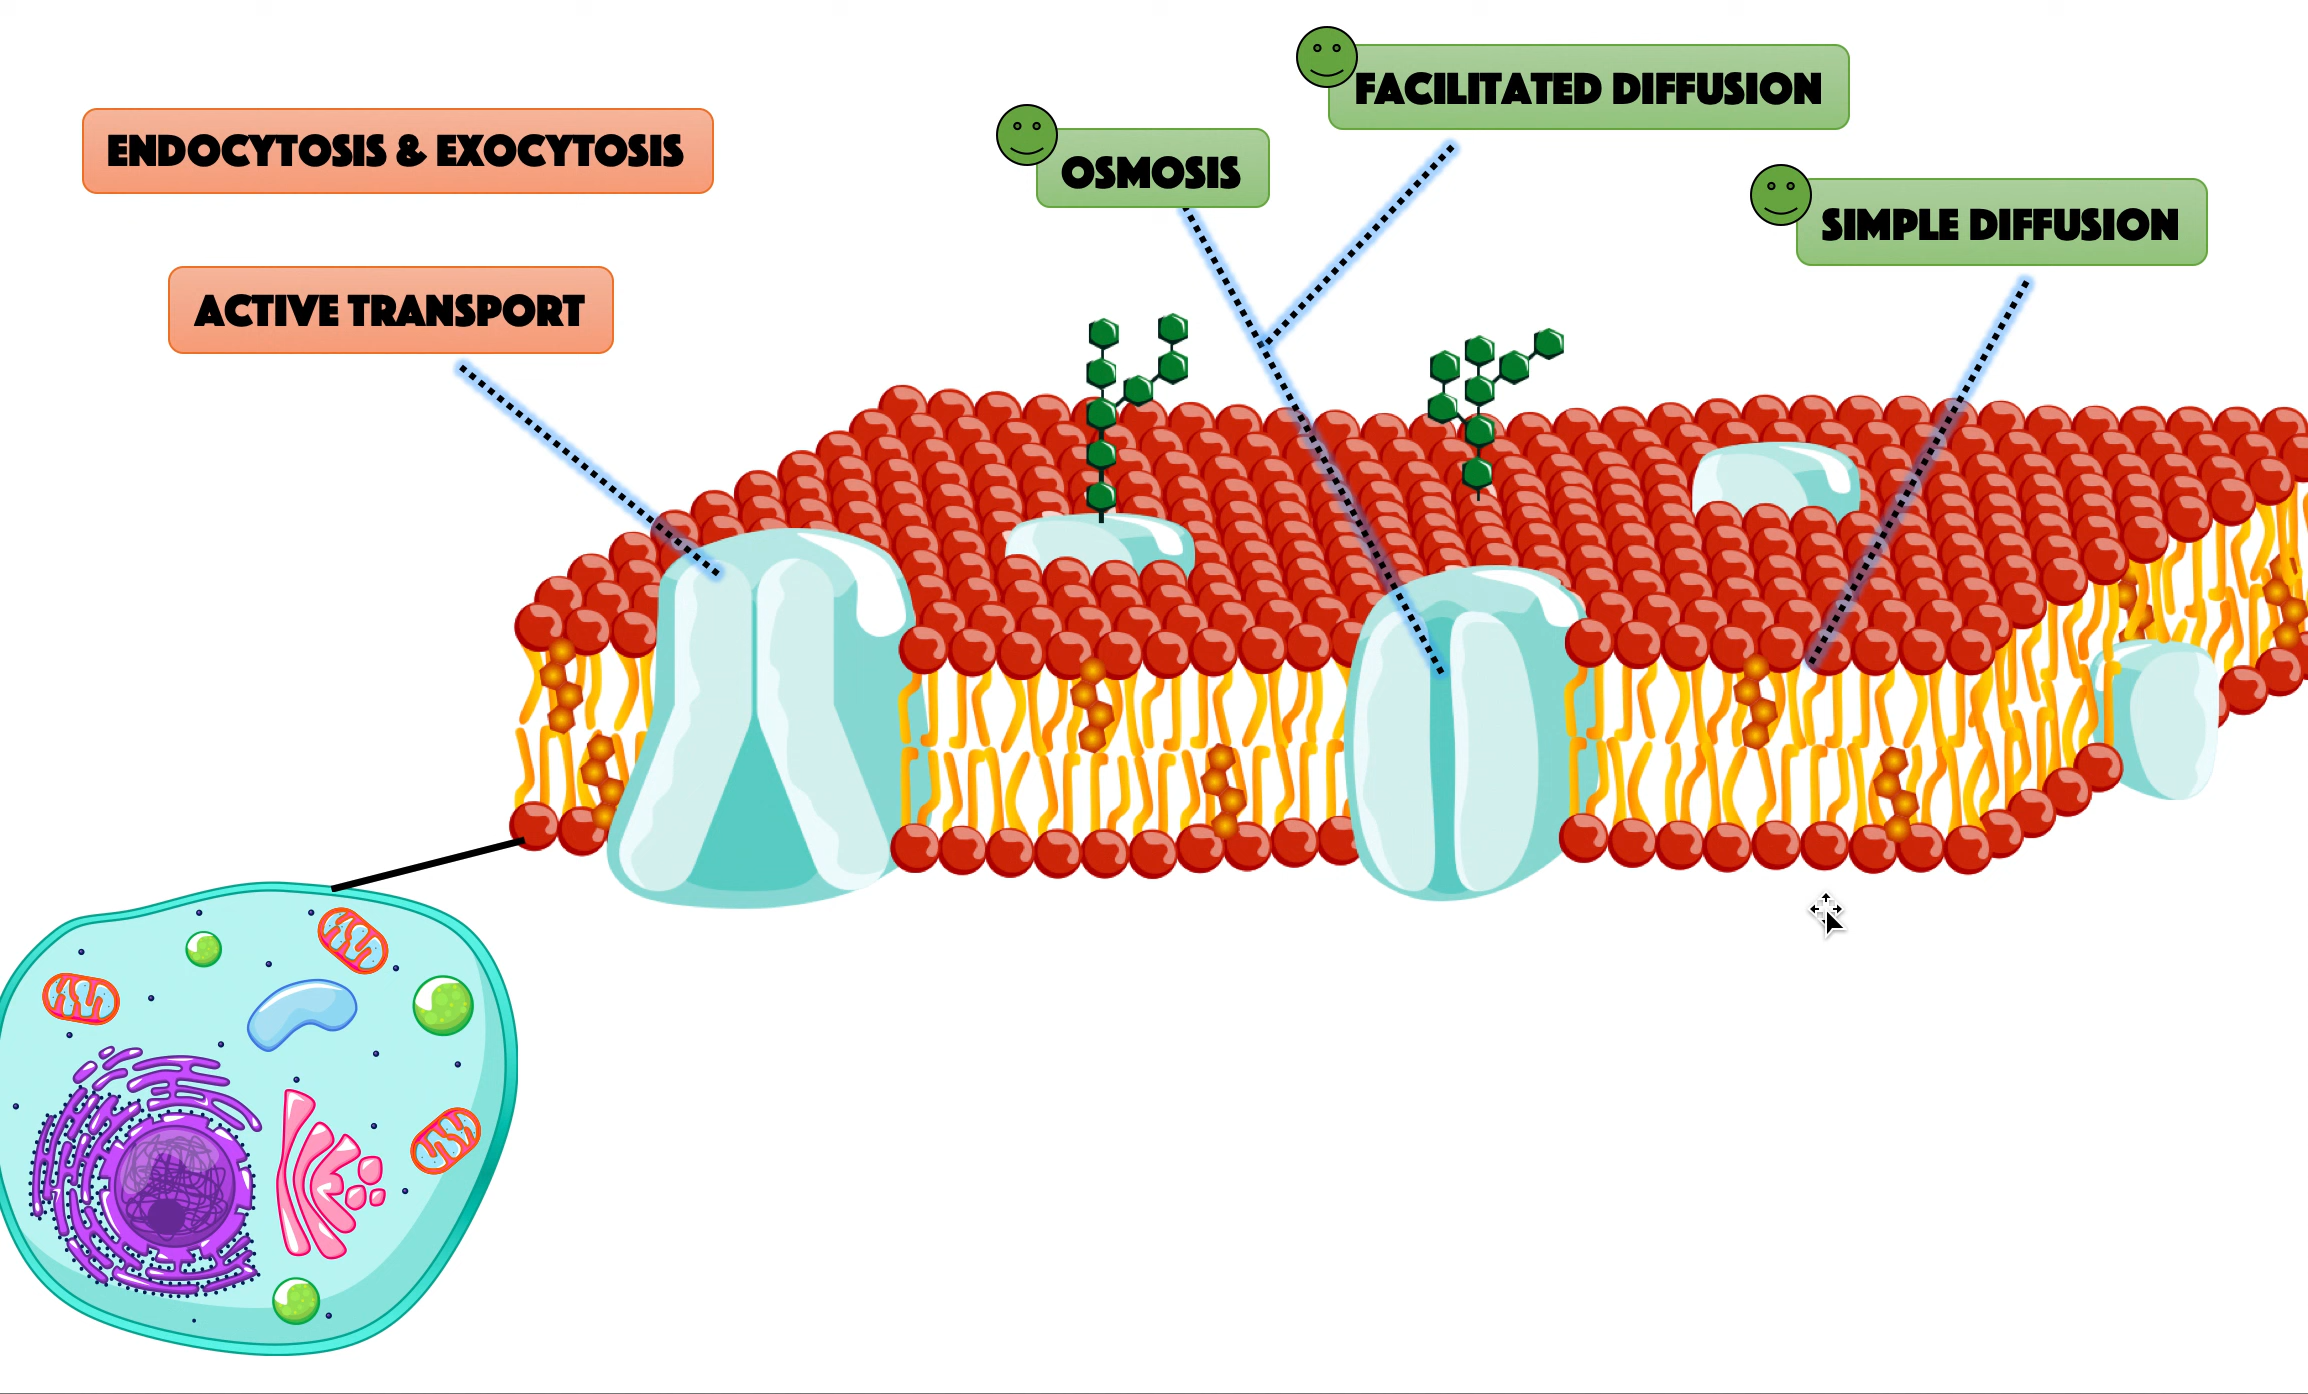 FACILITATED DIFFUSION
ENDOCYTOSIS & EXOCYTOSIS
OSMOSIS
SIMPLE DIFFUSION
ACTIVE TRANSPORT